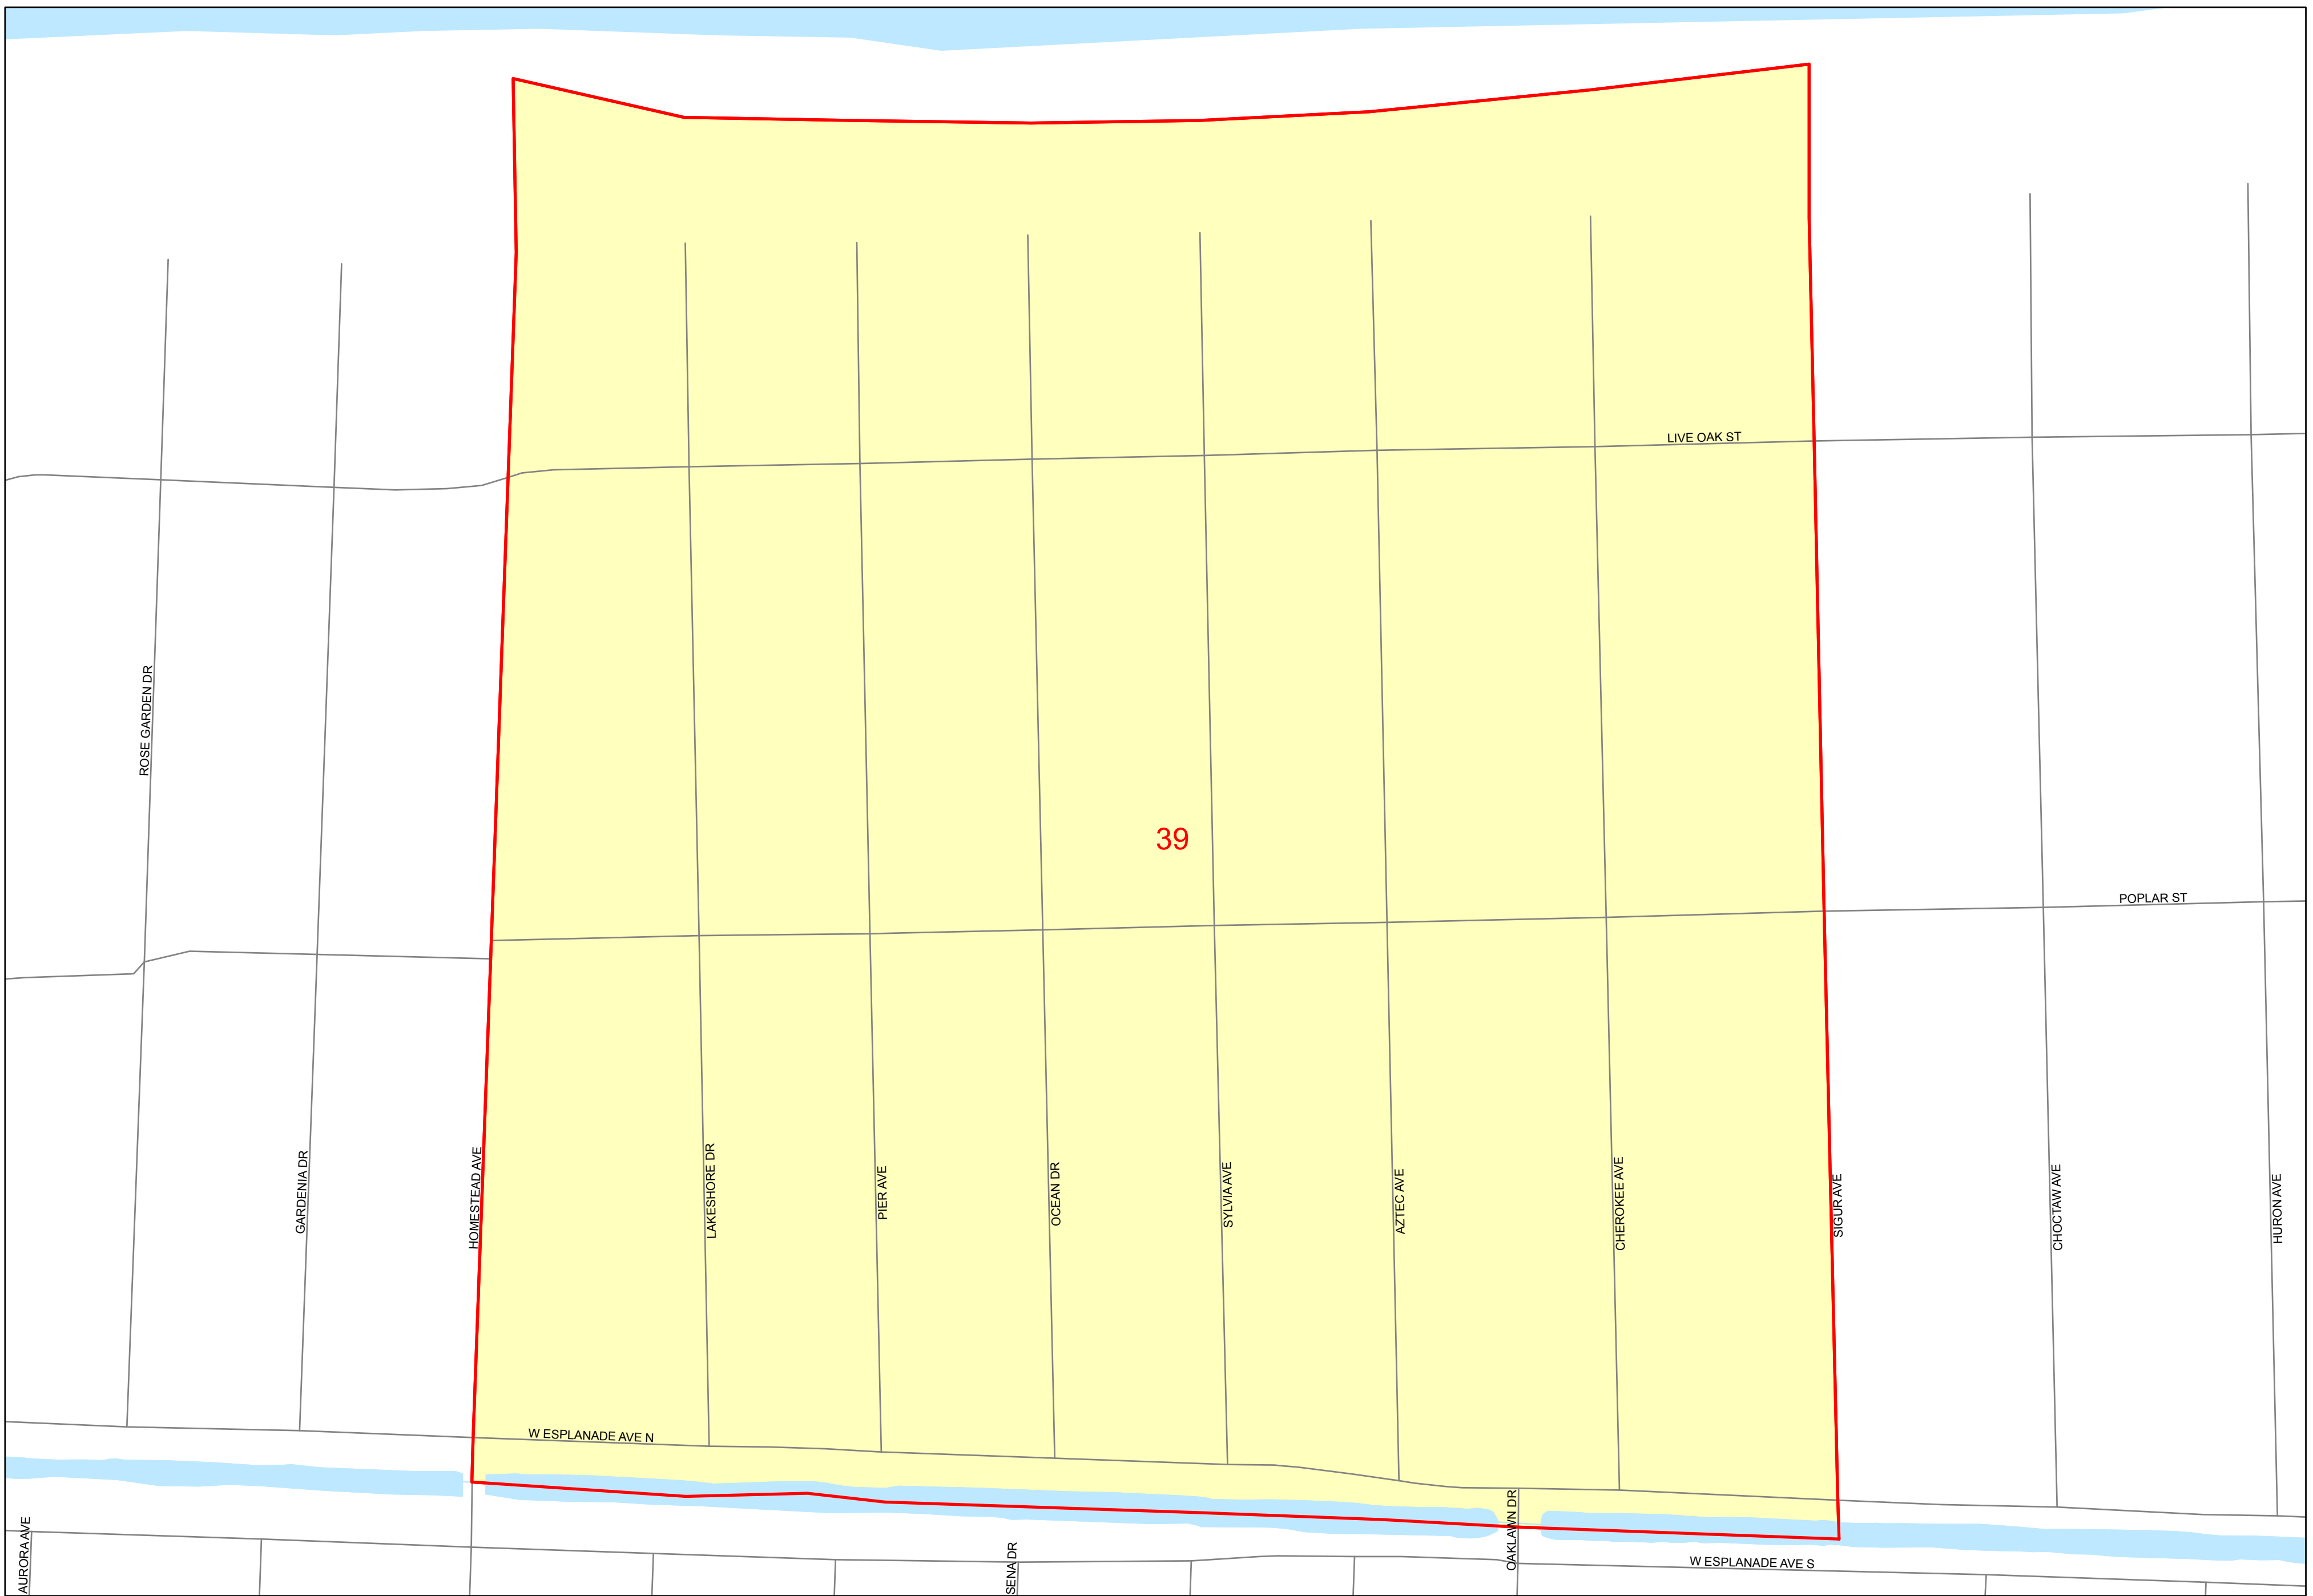 LIVE OAK ST
ROSE GARDEN DR
39
POPLAR ST
GARDENIA DR
HOMESTEAD AVE
LAKESHORE DR
PIER AVE
OCEAN DR
SYLVIA AVE
AZTEC AVE
CHEROKEE AVE
SIGUR AVE
CHOCTAW AVE
HURON AVE
W ESPLANADE AVE N
OAKLAWN DR
AURORA AVE
SENA DR
W ESPLANADE AVE S